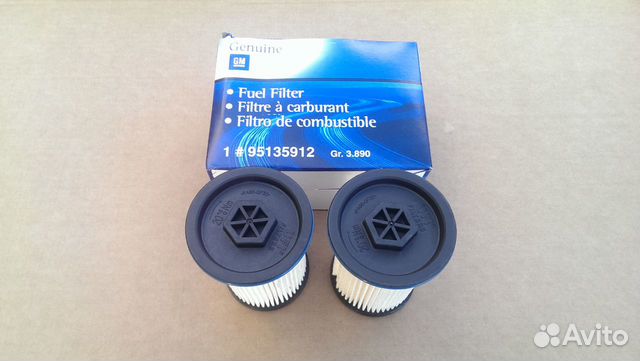 Genuine
GM
• Fuel Filter
• Filtre à carburant
• Filtro de combustible
1 # 95135912 Gr. 3.890
Avito